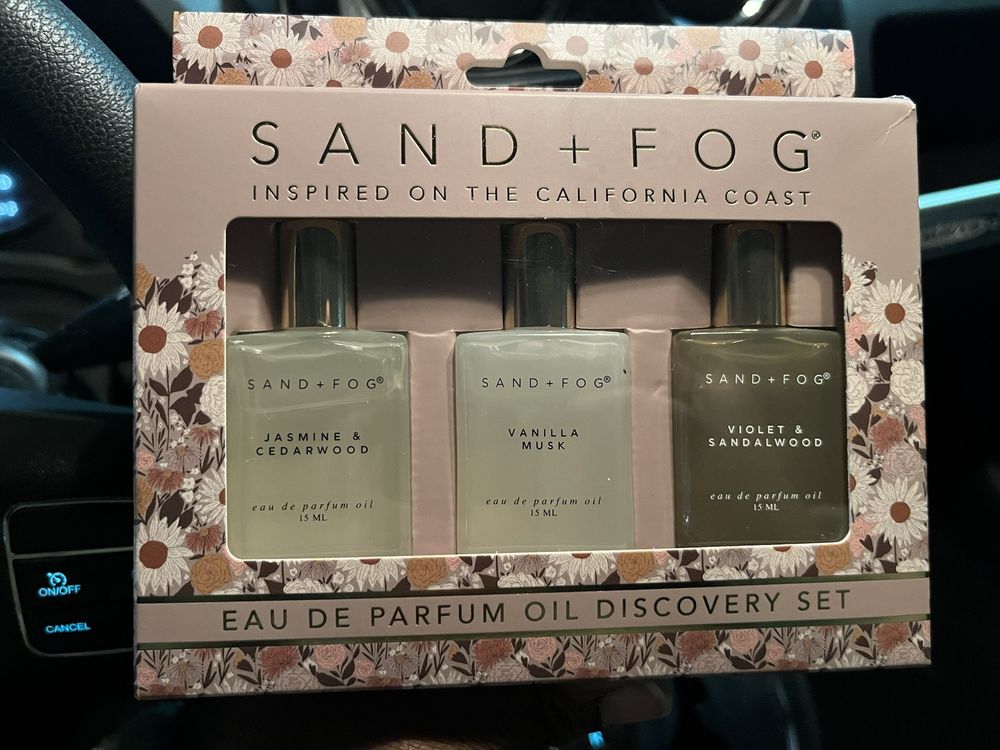 SAND + FOG®
INSPIRED ON THE CALIFORNIA COAST
SAND+FOG®
JASMINE &
CEDARWOOD
eau de parfum oil
15 ML
SAND+FOG®
VANILLA
MUSK
eau de parfum oil
15 ML
SAND+FOG®
VIOLET &
SANDALWOOD
eau de parfum oil
15 ML
EAU DE PARFUM OIL DISCOVERY SET
ON/OFF
CANCEL